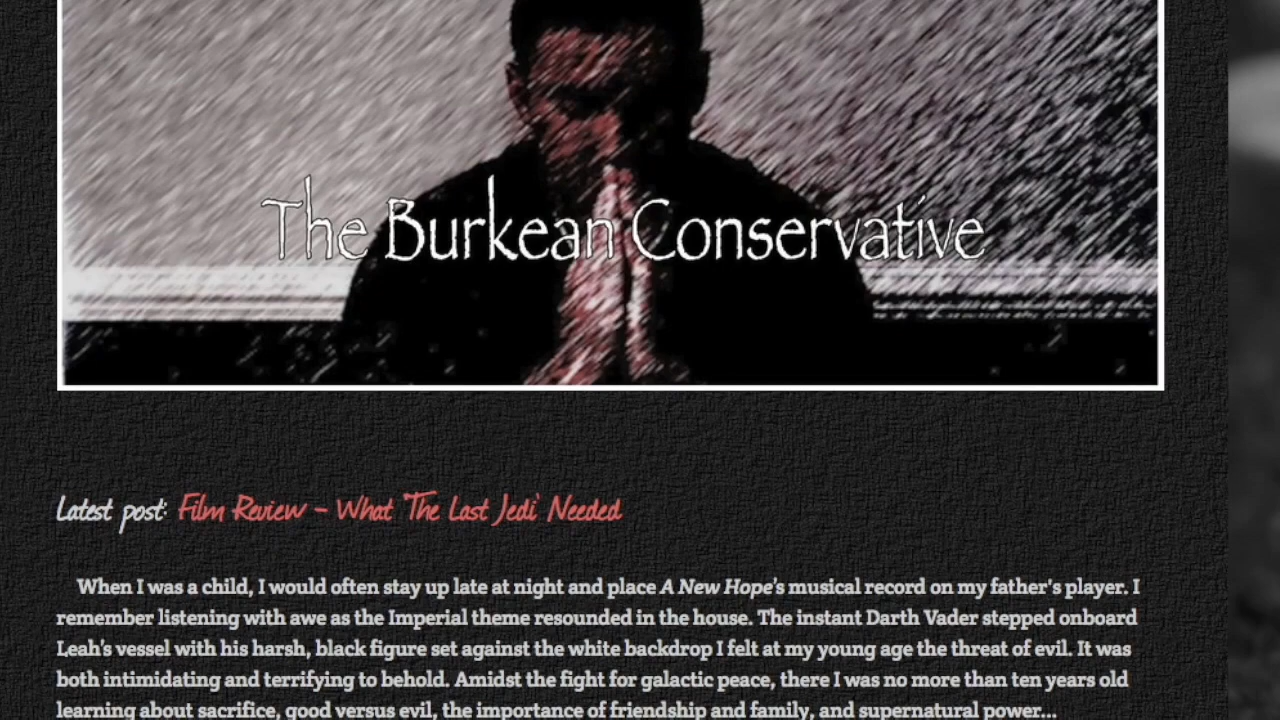 The Burkean Conservative
Latest post: Film Review – What 'The Last Jedi' Needed
When I was a child, I would often stay up late at night and place A New Hope's musical record on my father's player. I
remember listening with awe as the Imperial theme resounded in the house. The instant Darth Vader stepped onboard
Leah's vessel with his harsh, black figure set against the white backdrop I felt at my young age the threat of evil. It was
both intimidating and terrifying to behold. Amidst the fight for galactic peace, there I was no more than ten years old
learning about sacrifice, good versus evil, the importance of friendship and family, and supernatural power...